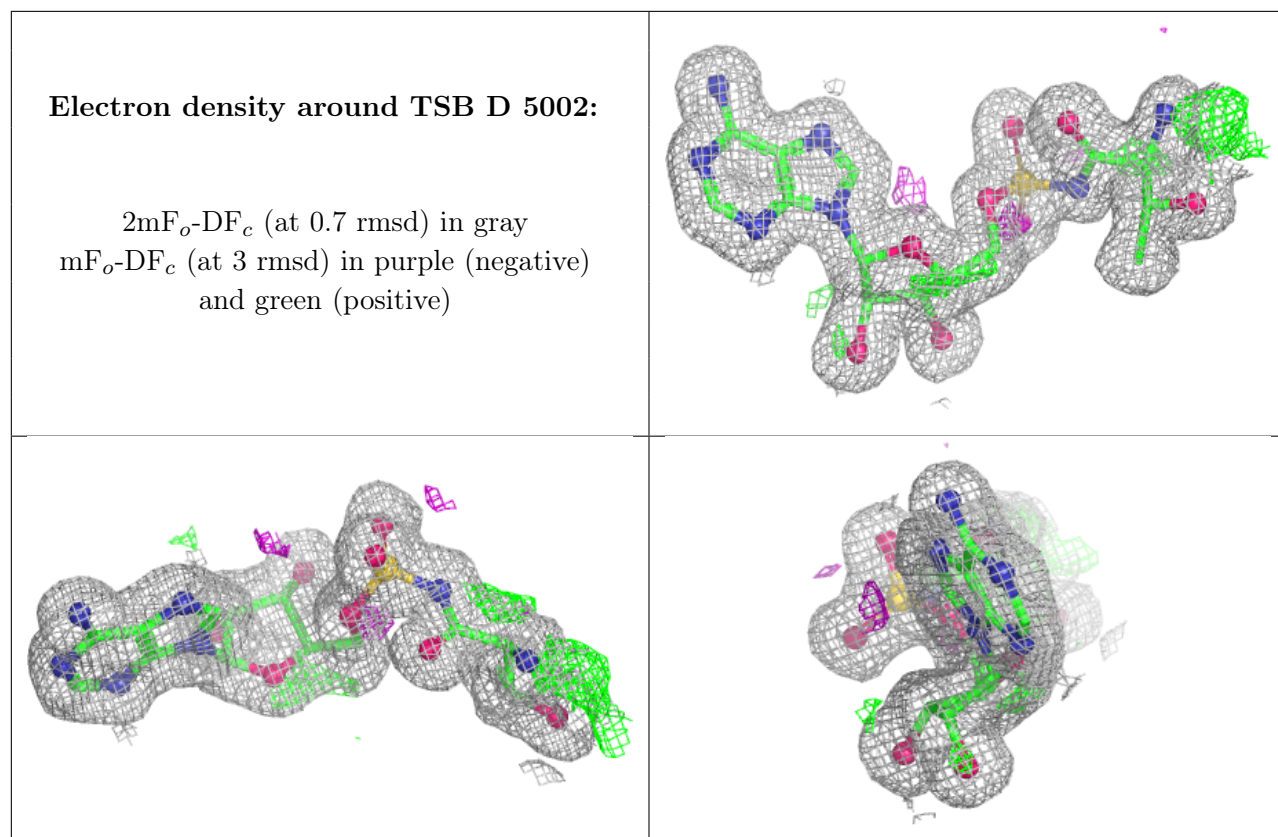 Electron density around TSB D 5002:
2mFo-DFc (at 0.7 rmsd) in gray
mFo-DFc (at 3 rmsd) in purple (negative)
and green (positive)